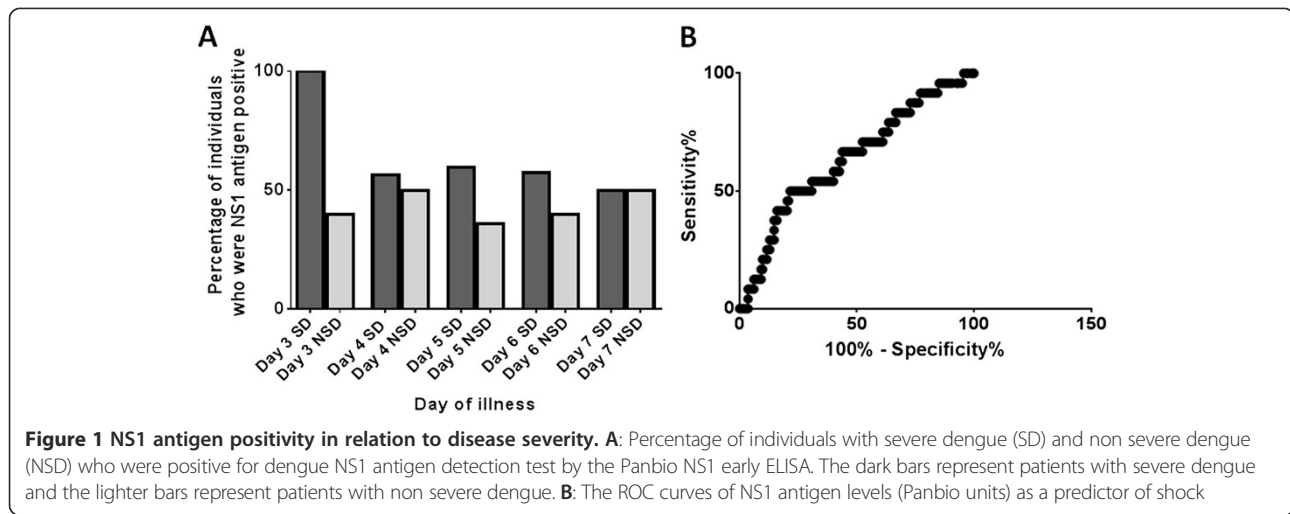 A
Percentage of individuals
who were NS1 antigen positive
100
50
0
Day 3 SD
Day 3 NSD
Day 4 SD
Day 4 NSD
Day 5 SD
Day 5 NSD
Day 6 SD
Day 6 NSD
Day 7 SD
Day 7 NSD
Day of illness
B
Sensitivity%
100
50
0
0 50 100 150
100% - Specificity%
Figure 1 NS1 antigen positivity in relation to disease severity. A: Percentage of individuals with severe dengue (SD) and non severe dengue
(NSD) who were positive for dengue NS1 antigen detection test by the Panbio NS1 early ELISA. The dark bars represent patients with severe dengue
and the lighter bars represent patients with non severe dengue. B: The ROC curves of NS1 antigen levels (Panbio units) as a predictor of shock